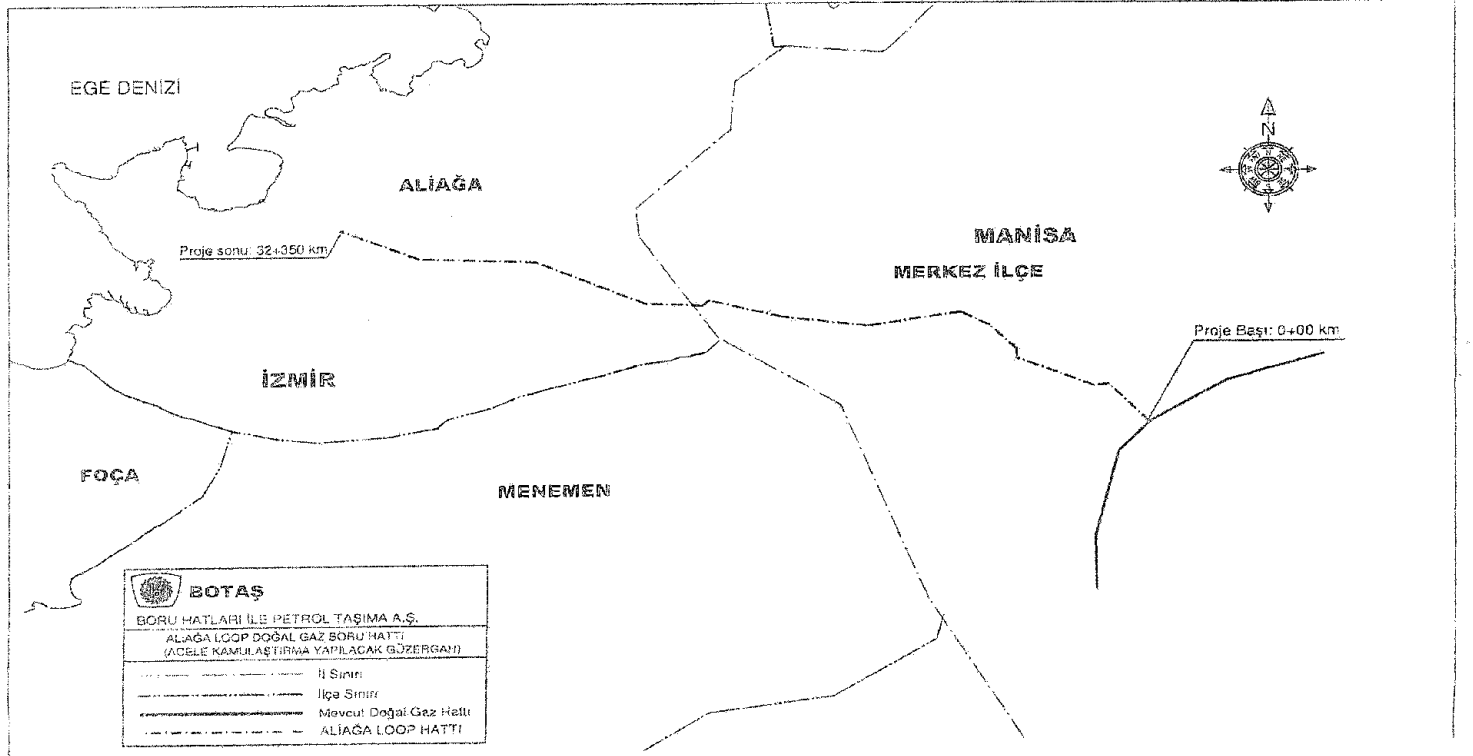 EGE DENİZİ
ALİAĞA
N
MANİSA
MERKEZ İLÇE
Proje sonu: 32+350 km
Proje Başı: 0+00 km
İZMİR
FOÇA
MENEMEN
BOTAŞ
BORU HATLARI İLE PETROL TAŞIMA A.Ş.
ALİAĞA LOOP DOĞAL GAZ BORU HATTI
(ACELE KAMULAŞTIRMA YAPILACAK GÜZERGAH)
İl Sınırı
İlçe Sınırı
Mevcut Doğal Gaz Hattı
ALİAĞA LOOP HATTI